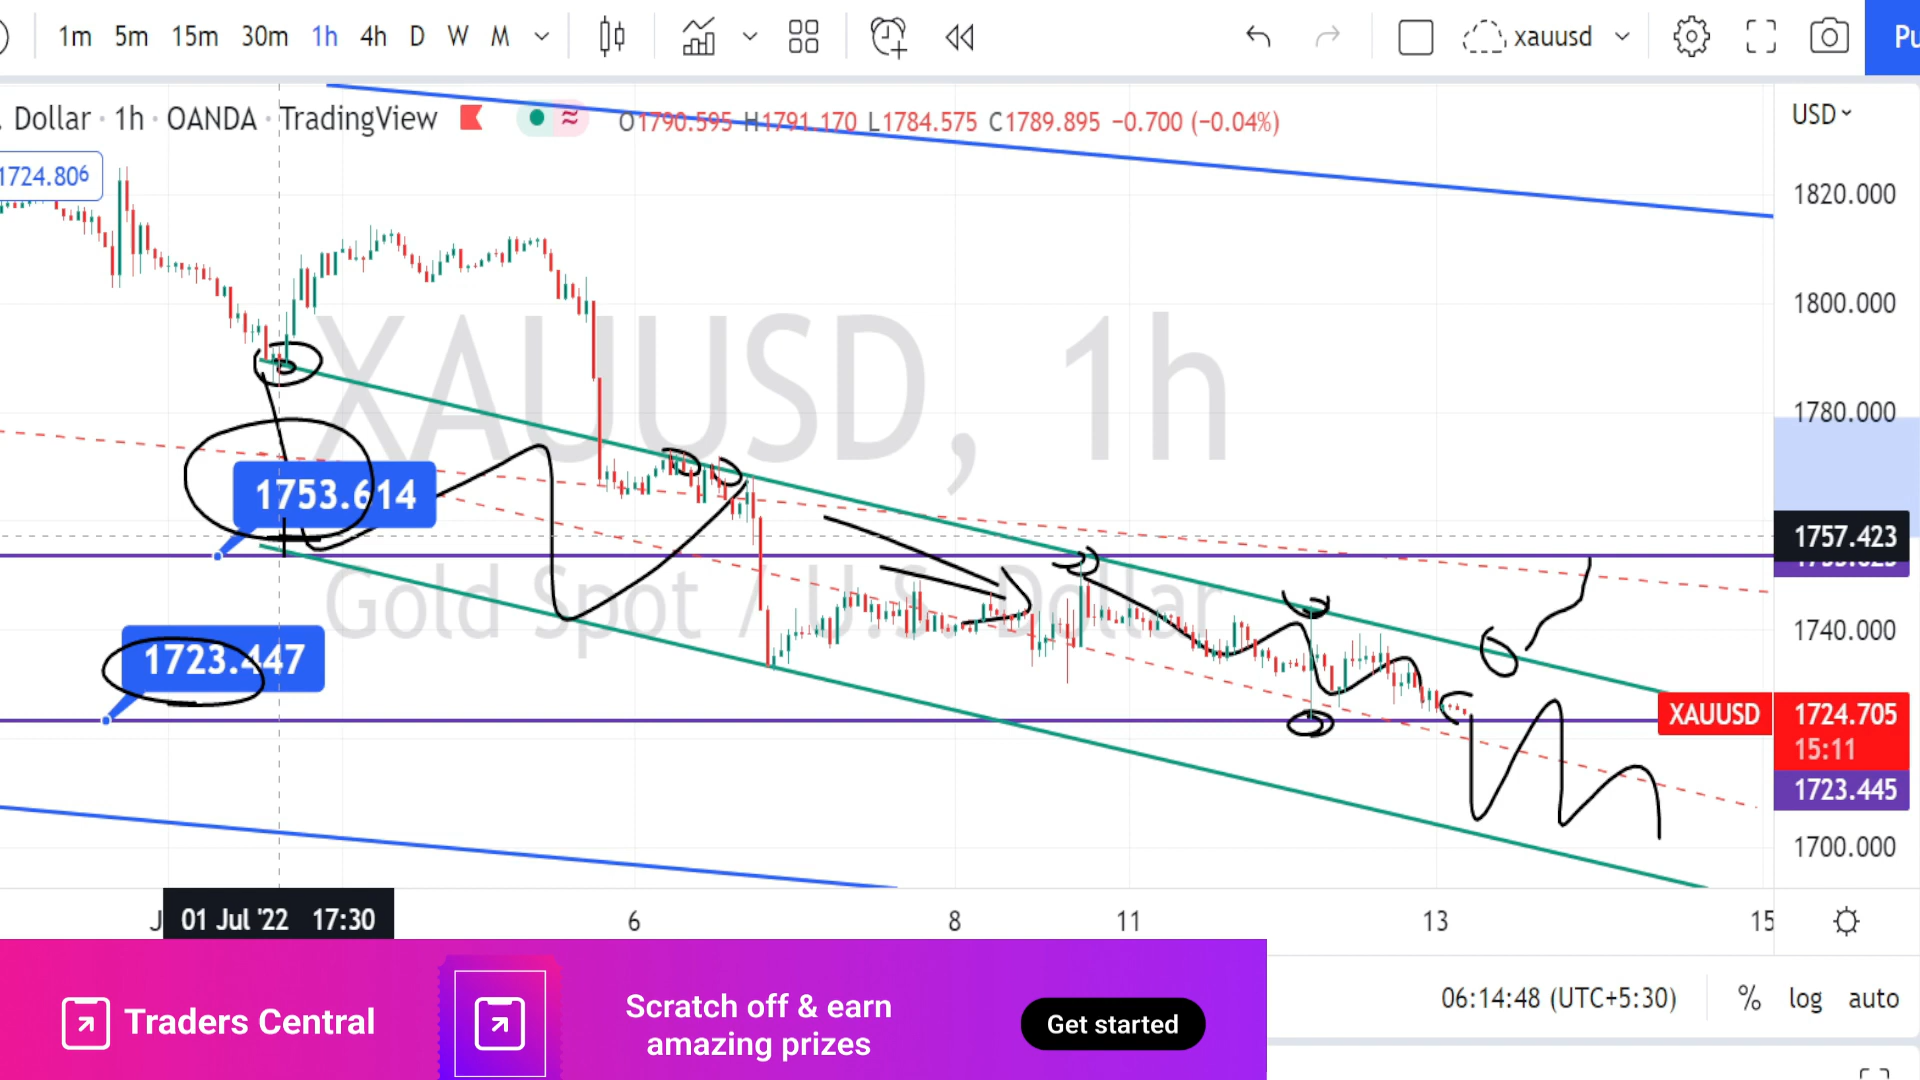 1m 5m 15m 30m 1h 4h D W M xauusd Pu
. Dollar · 1h · OANDA · TradingView O1790.595 H1791.170 L1784.575 C1789.895 −0.700 (−0.04%) USD
1724.806
1820.000
1800.000
XAUUSD, 1h
1780.000
1753.614
1757.423
Gold Spot / U.S. Dollar
1740.000
1723.447
XAUUSD 1724.705
15:11
1723.445
1700.000
J 01 Jul '22 17:30 6 8 11 13 15
Traders Central
Scratch off & earn
amazing prizes
Get started
06:14:48 (UTC+5:30) % log auto